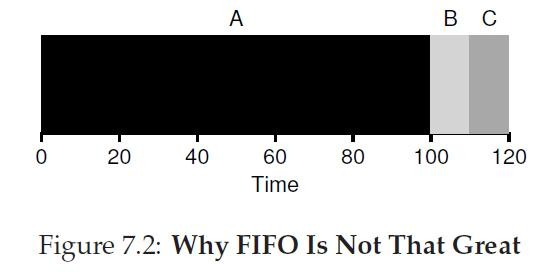 A B C
0 20 40 60 80 100 120
Time
Figure 7.2: Why FIFO Is Not That Great